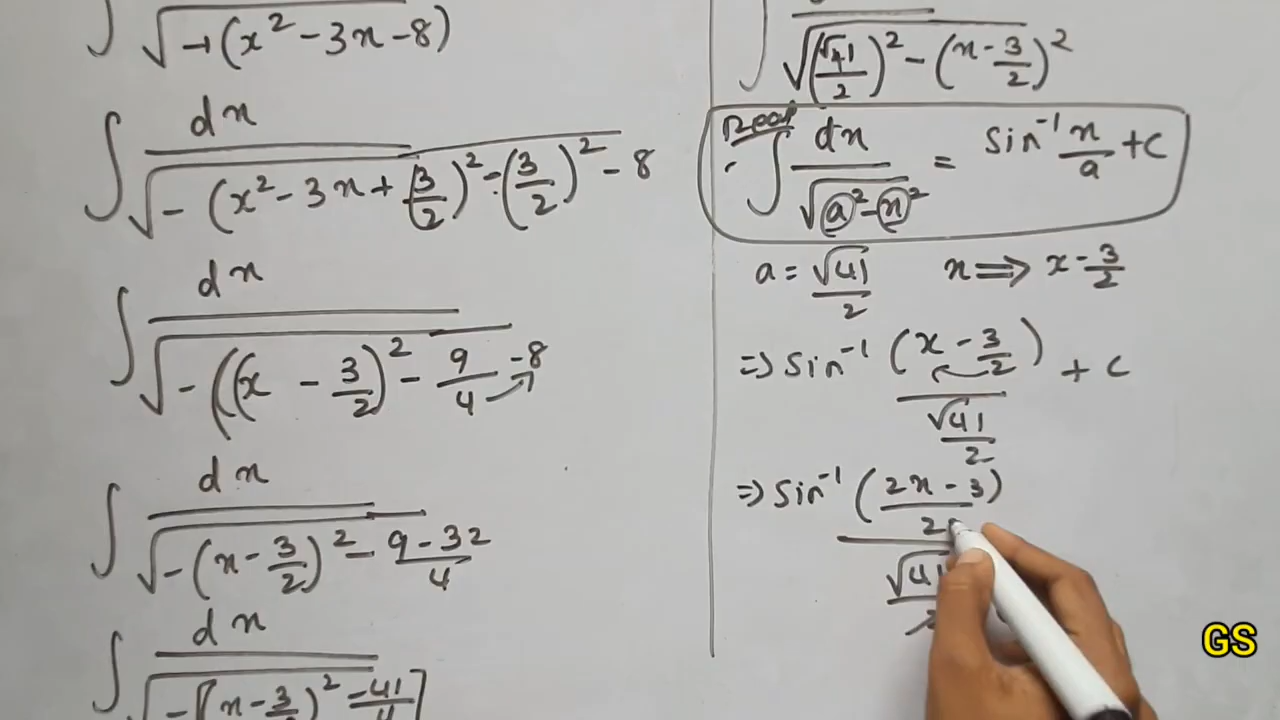 ∫ √-1(x² - 3x - 8)
∫ dx / √-(x² - 3x + (3/2)² - (3/2)² - 8
∫ dx / √-((x - 3/2)² - 9/4 - 8
∫ dx / √-(x - 3/2)² - 9 - 32 / 4
∫ dx / √-[x - 3/2)² - 41/4]
∫ √(√41/2)² - (x - 3/2)²
∫ dx / √a² - x² = Sin⁻¹ x/a + C
a = √41/2 x ⇒ x - 3/2
⇒ Sin⁻¹ (x - 3/2) / √41/2 + C
⇒ Sin⁻¹ (2x - 3 / 2) / √41/2
GS